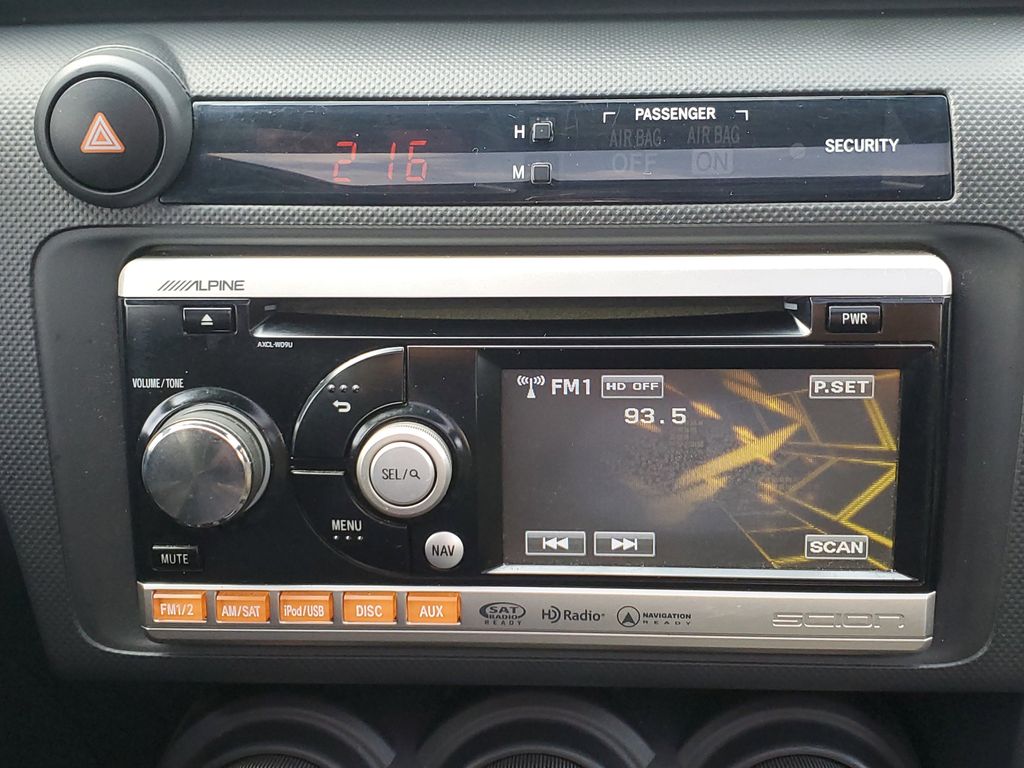 PASSENGER
H
AIR BAG AIR BAG
216
OFF ON
SECURITY
M
ALPINE
PWR
AXCL-W09U
VOLUME/TONE
FM1 HD OFF P.SET
93.5
SEL/
MENU
NAV
MUTE
SCAN
FM1/2 AM/SAT iPod/USB DISC AUX
SAT RADIO READY
HD Radio
NAVIGATION READY
SCION